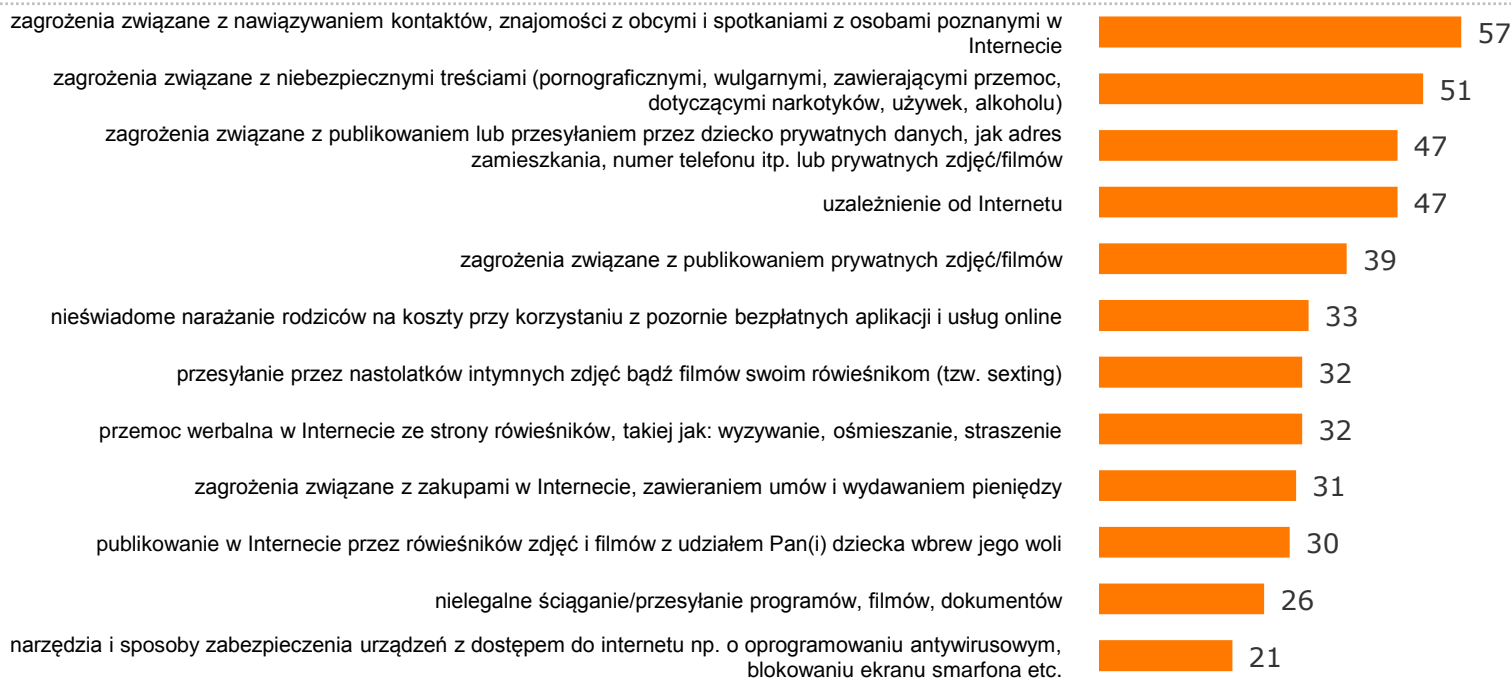 zagrożenia związane z nawiązywaniem kontaktów, znajomości z obcymi i spotkaniami z osobami poznanymi w
Internecie
57
zagrożenia związane z niebezpiecznymi treściami (pornograficznymi, wulgarnymi, zawierającymi przemoc,
dotyczącymi narkotyków, używek, alkoholu)
51
zagrożenia związane z publikowaniem lub przesyłaniem przez dziecko prywatnych danych, jak adres
zamieszkania, numer telefonu itp. lub prywatnych zdjęć/filmów
47
uzależnienie od Internetu
47
zagrożenia związane z publikowaniem prywatnych zdjęć/filmów
39
nieświadome narażanie rodziców na koszty przy korzystaniu z pozornie bezpłatnych aplikacji i usług online
33
przesyłanie przez nastolatków intymnych zdjęć bądź filmów swoim rówieśnikom (tzw. sexting)
32
przemoc werbalna w Internecie ze strony rówieśników, takiej jak: wyzywanie, ośmieszanie, straszenie
32
zagrożenia związane z zakupami w Internecie, zawieraniem umów i wydawaniem pieniędzy
31
publikowanie w Internecie przez rówieśników zdjęć i filmów z udziałem Pan(i) dziecka wbrew jego woli
30
nielegalne ściąganie/przesyłanie programów, filmów, dokumentów
26
narzędzia i sposoby zabezpieczenia urządzeń z dostępem do internetu np. o oprogramowaniu antywirusowym,
blokowaniu ekranu smarfona etc.
21